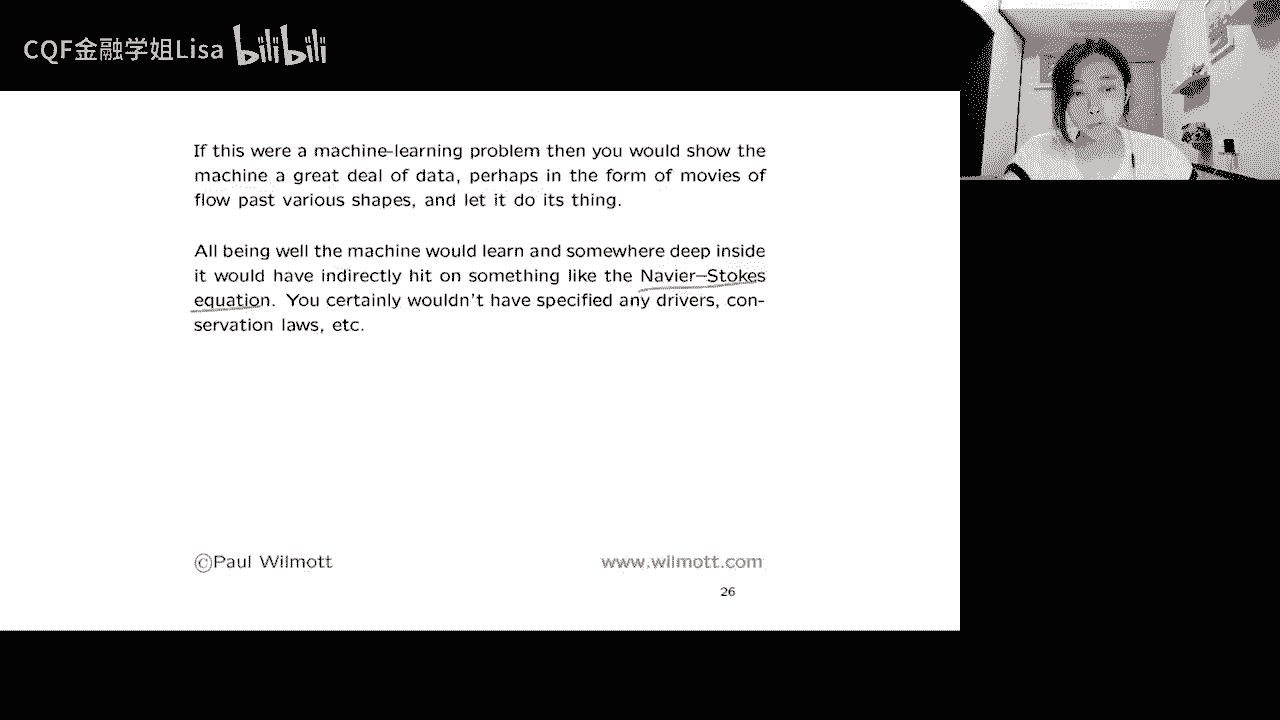 CQF金融学姐Lisa bilibili
If this were a machine-learning problem then you would show the
machine a great deal of data, perhaps in the form of movies of
flow past various shapes, and let it do its thing.
All being well the machine would learn and somewhere deep inside
it would have indirectly hit on something like the Navier–Stokes
equation. You certainly wouldn't have specified any drivers, con-
servation laws, etc.
©Paul Wilmott
www.wilmott.com
26